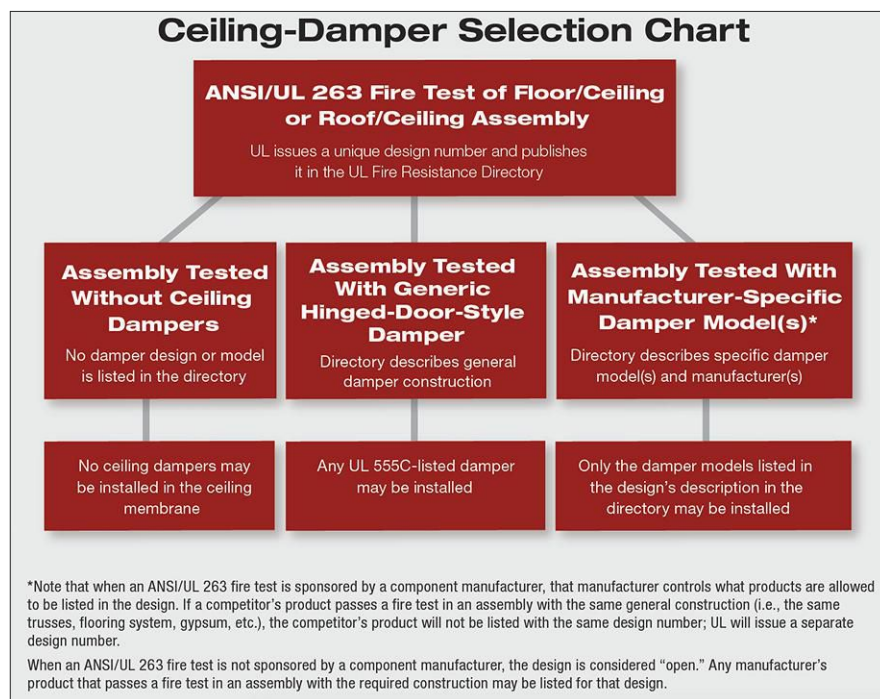 Ceiling-Damper Selection Chart
ANSI/UL 263 Fire Test of Floor/Ceiling
or Roof/Ceiling Assembly
UL issues a unique design number and publishes
it in the UL Fire Resistance Directory
Assembly Tested
Without Ceiling
Dampers
No damper design or model
is listed in the directory
Assembly Tested
With Generic
Hinged-Door-Style
Damper
Directory describes general
damper construction
Assembly Tested With
Manufacturer-Specific
Damper Model(s)*
Directory describes specific damper
model(s) and manufacturer(s)
No ceiling dampers may
be installed in the ceiling
membrane
Any UL 555C-listed damper
may be installed
Only the damper models listed in
the design’s description in the
directory may be installed
*Note that when an ANSI/UL 263 fire test is sponsored by a component manufacturer, that manufacturer controls what products are allowed
to be listed in the design. If a competitor’s product passes a fire test in an assembly with the same general construction (i.e., the same
trusses, flooring system, gypsum, etc.), the competitor’s product will not be listed with the same design number; UL will issue a separate
design number.
When an ANSI/UL 263 fire test is not sponsored by a component manufacturer, the design is considered “open.” Any manufacturer’s
product that passes a fire test in an assembly with the required construction may be listed for that design.